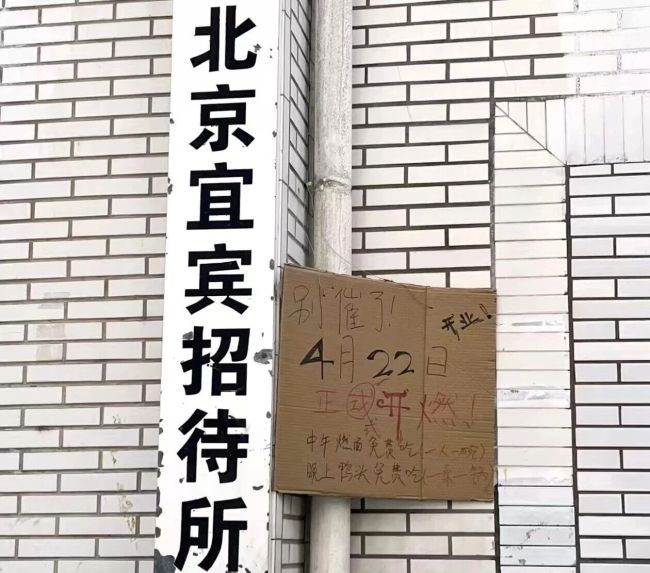 北京宜宾招待所
别催了!
开业!
4月22日
正式开燃!
式
中午燃面免费吃(一人一碗)
晚上鸭头免费吃(一桌一锅)